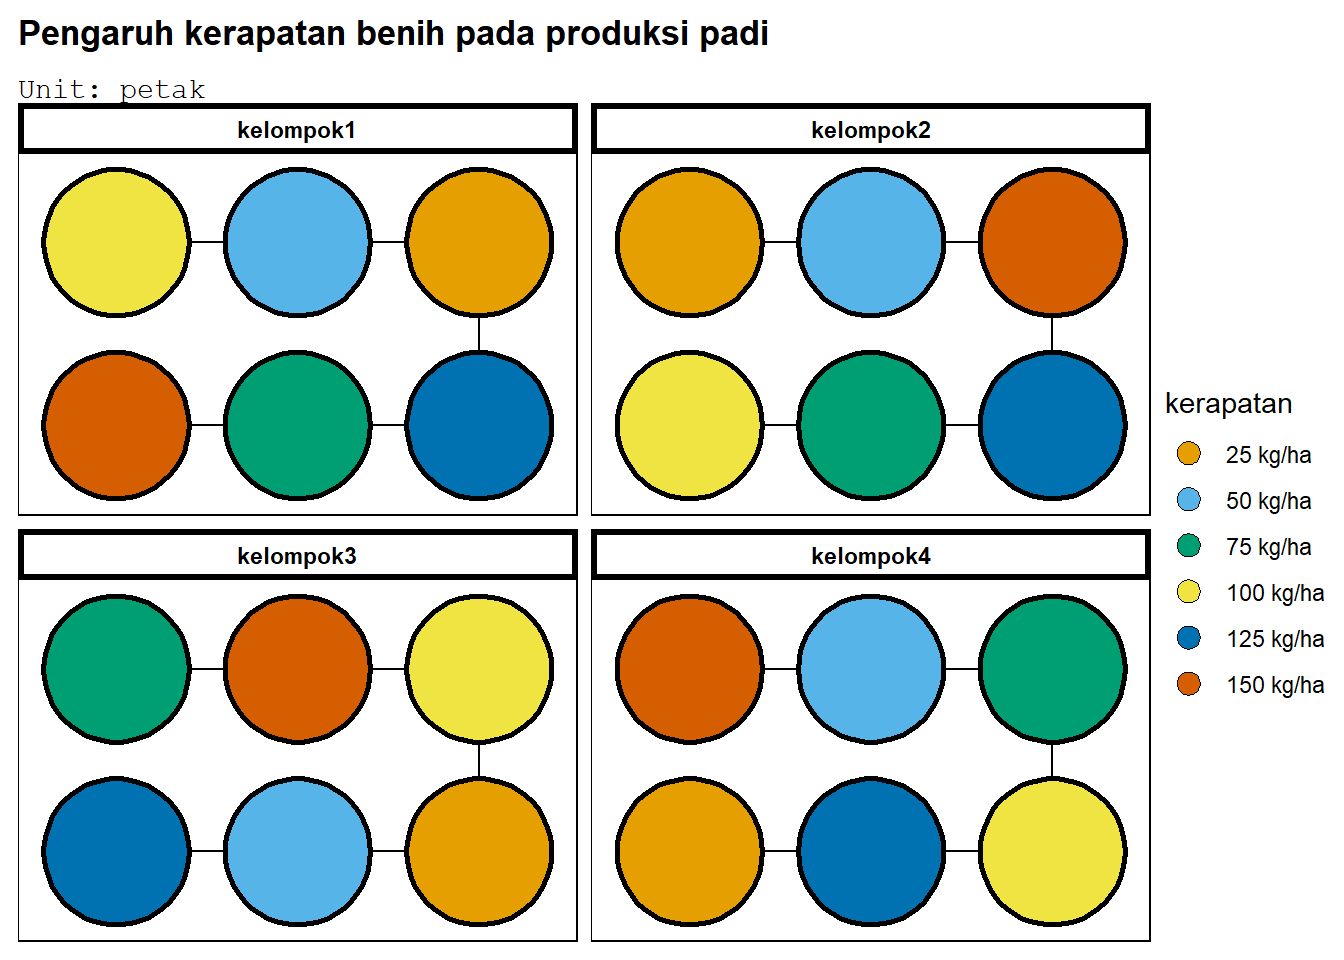 Pengaruh kerapatan benih pada produksi padi
Unit: petak
kelompok1
kelompok2
kelompok3
kelompok4
kerapatan
25 kg/ha
50 kg/ha
75 kg/ha
100 kg/ha
125 kg/ha
150 kg/ha